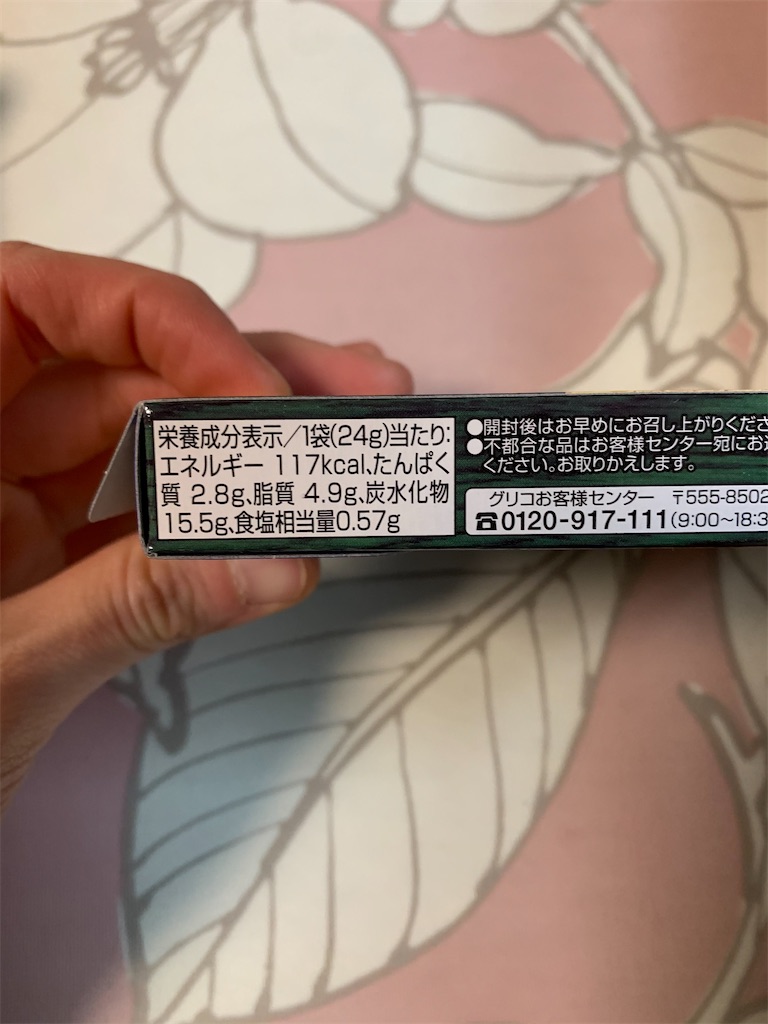 栄養成分表示／1袋(24g)当たり:
エネルギー 117kcal、たんぱく
質 2.8g、脂質 4.9g、炭水化物
15.5g、食塩相当量0.57g
●開封後はお早めにお召し上がりくださ
●不都合な品はお客様センター宛にお
ください。お取りかえします。
グリコお客様センター 〒555-8502
☎0120-917-111(9:00~18:3